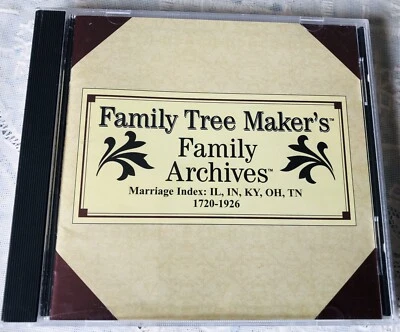 Family Tree Maker's™
Family
Archives™
Marriage Index: IL, IN, KY, OH, TN
1720-1926